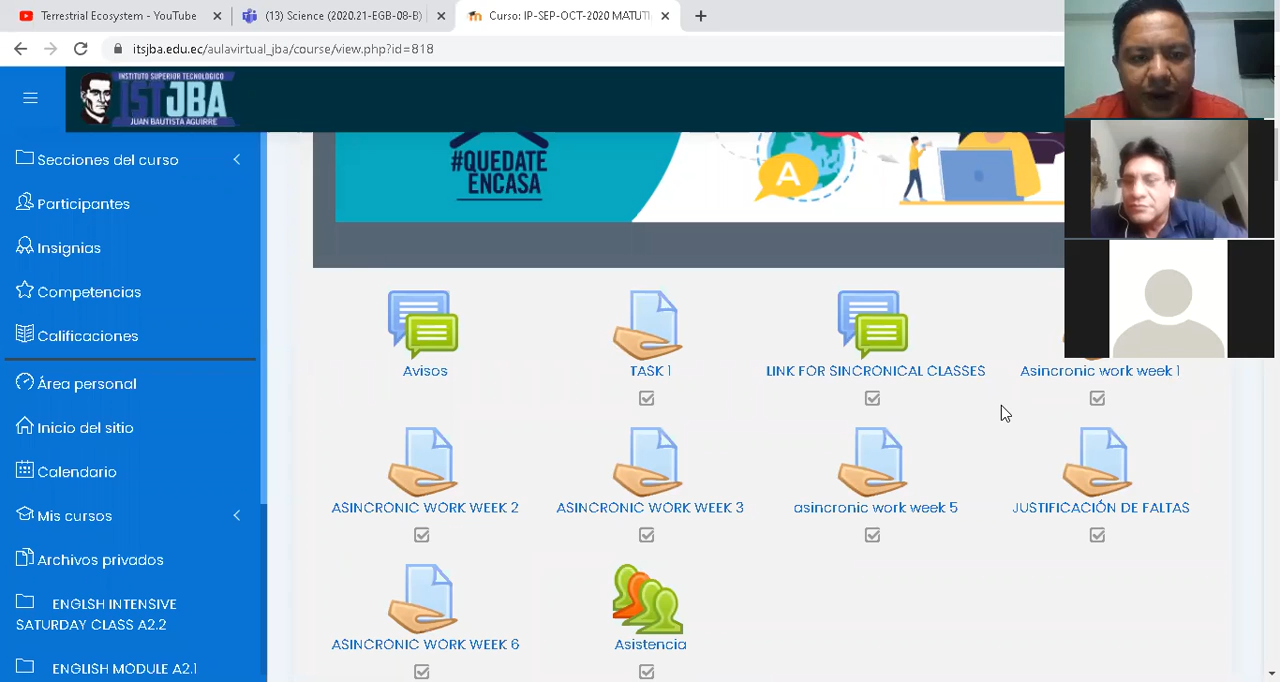 Terrestrial Ecosystem - YouTube
(13) Science (2020.21-EGB-08-B)
Curso: IP-SEP-OCT-2020 MATUTI
itsjba.edu.ec/aulavirtual_jba/course/view.php?id=818
INSTITUTO SUPERIOR TECNOLÓGICO
ISTJBA
JUAN BAUTISTA AGUIRRE
Secciones del curso
Participantes
Insignias
Competencias
Calificaciones
Área personal
Inicio del sitio
Calendario
Mis cursos
Archivos privados
ENGLSH INTENSIVE
SATURDAY CLASS A2.2
ENGLISH MODULE A2.1
#QUEDATE
ENCASA
A
Avisos
TASK 1
LINK FOR SINCRONICAL CLASSES
Asincronic work week 1
ASINCRONIC WORK WEEK 2
ASINCRONIC WORK WEEK 3
asincronic work week 5
JUSTIFICACIÓN DE FALTAS
ASINCRONIC WORK WEEK 6
Asistencia